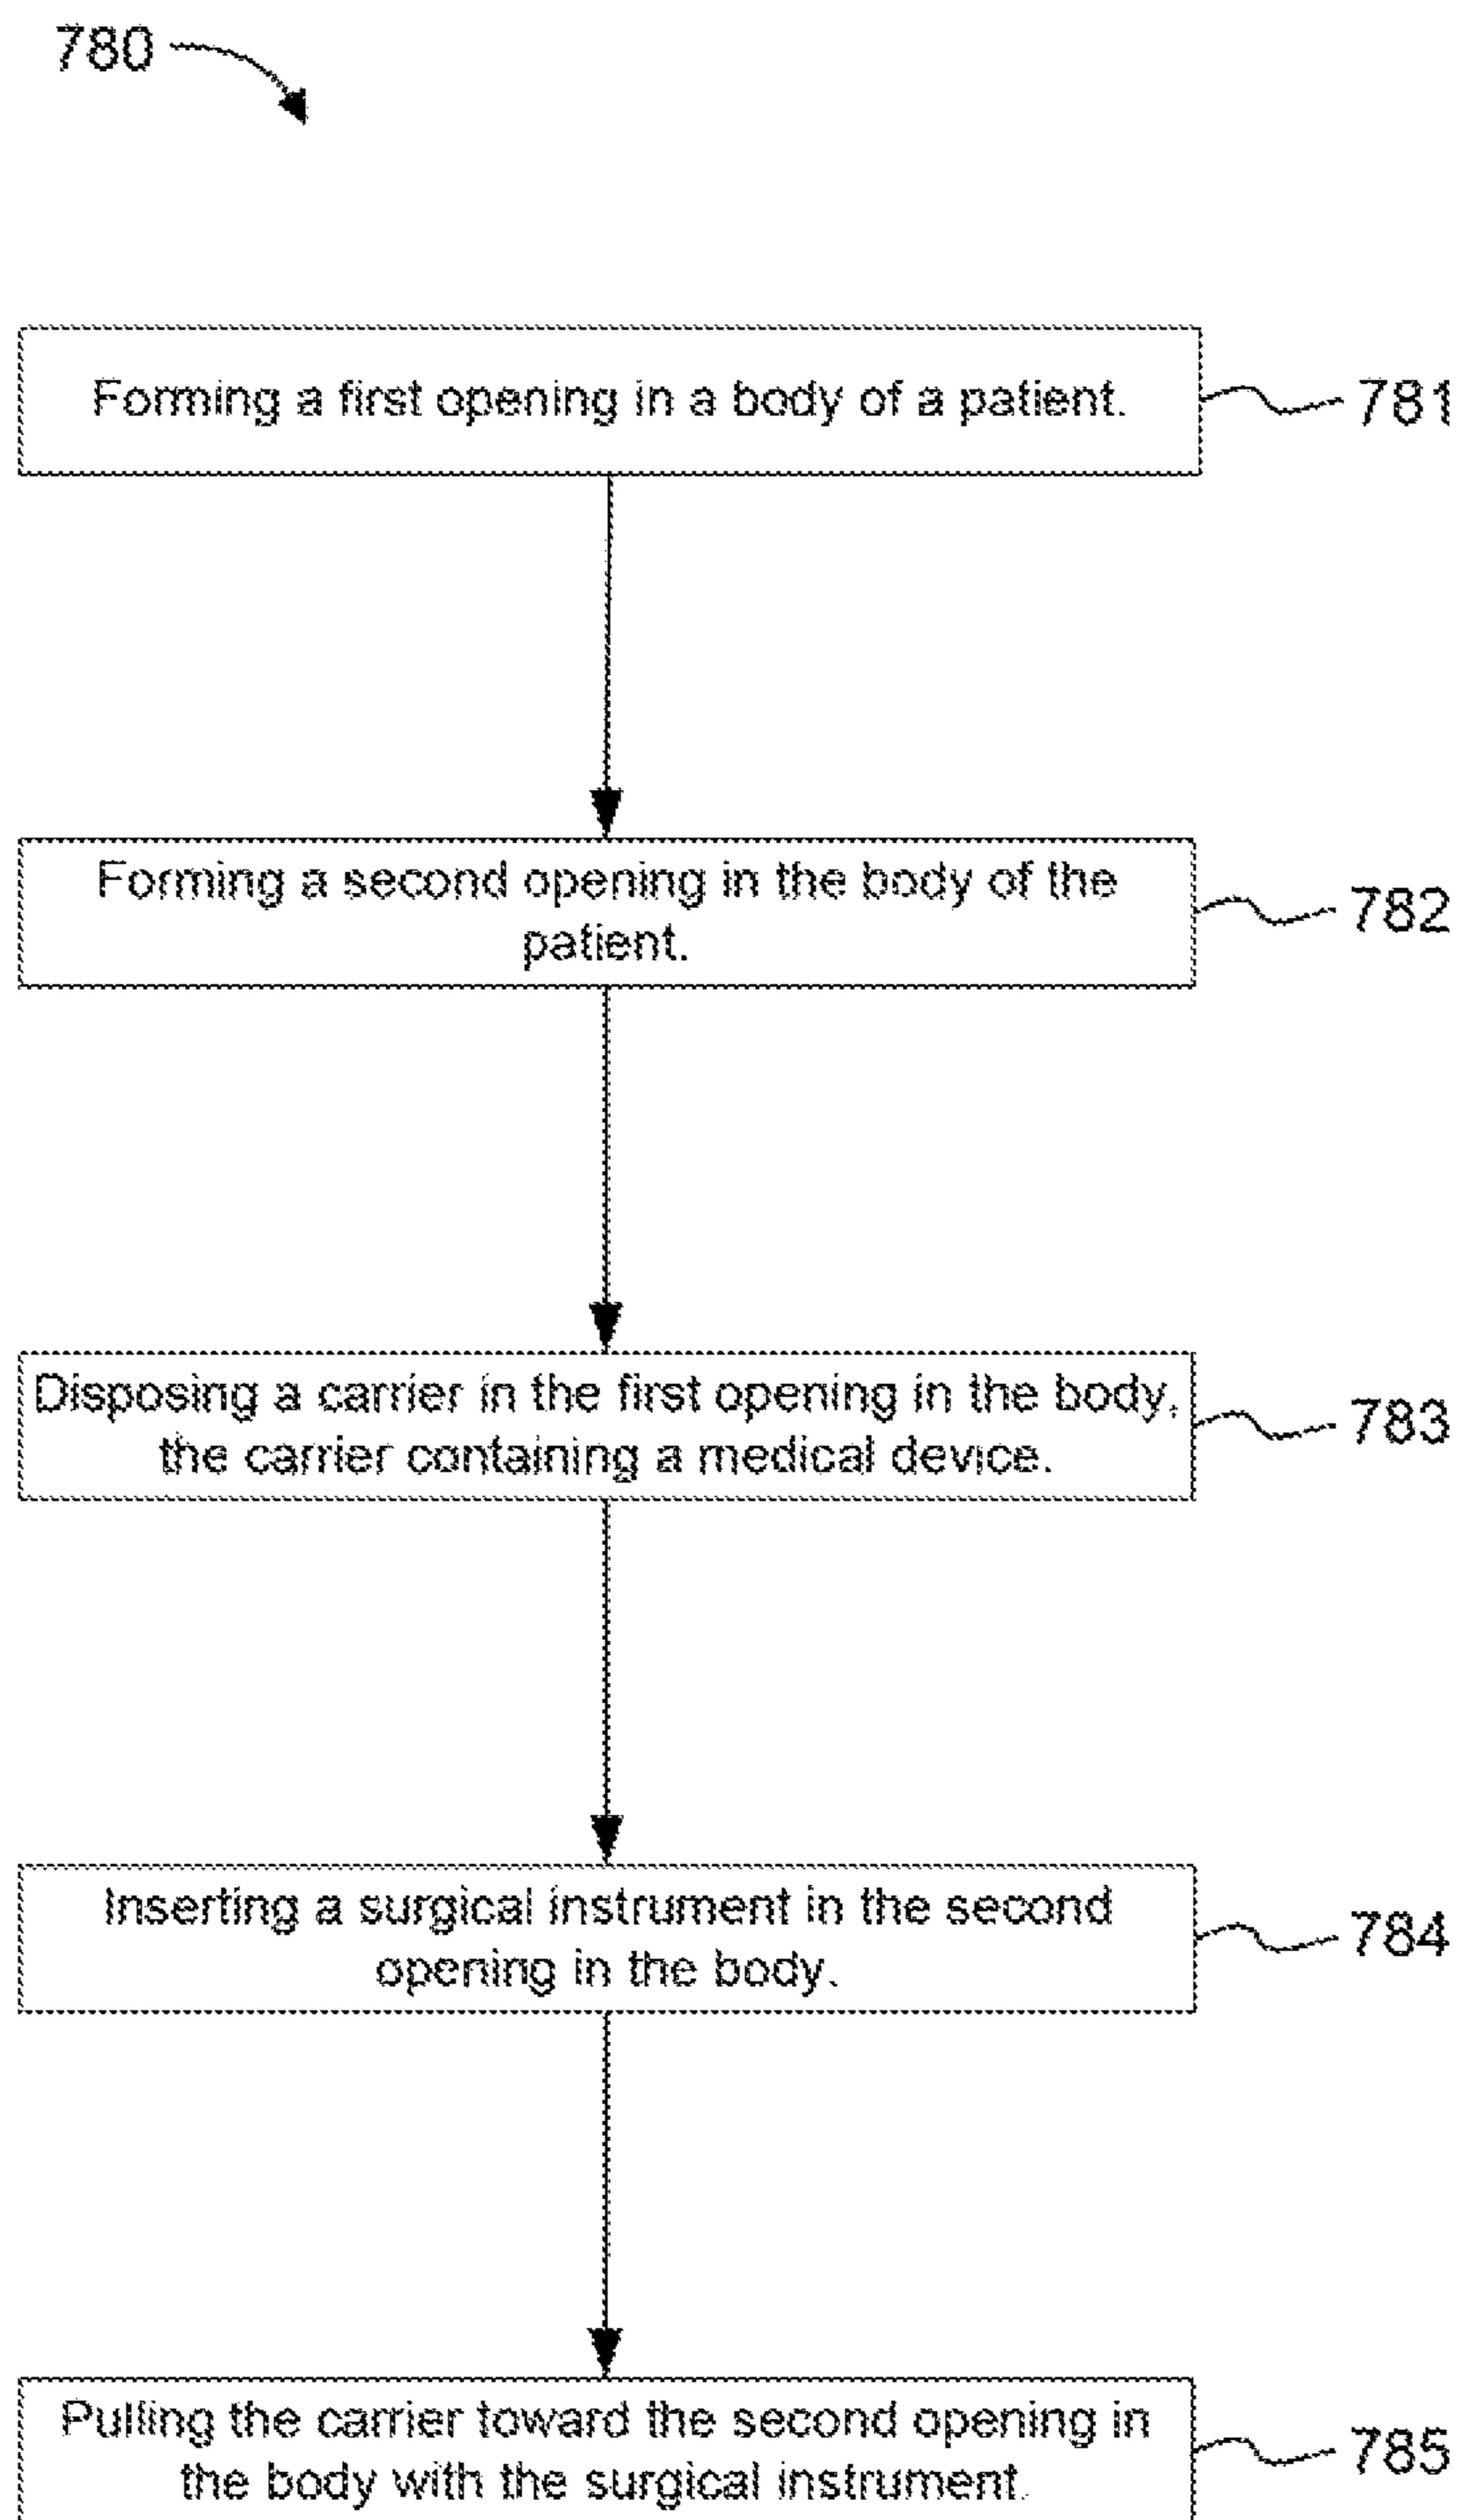 780
Forming a first opening in a body of a patient.
781
Forming a second opening in the body of the
patient.
782
Disposing a carrier in the first opening in the body,
the carrier containing a medical device.
783
Inserting a surgical instrument in the second
opening in the body.
784
Pulling the carrier toward the second opening in
the body with the surgical instrument.
785